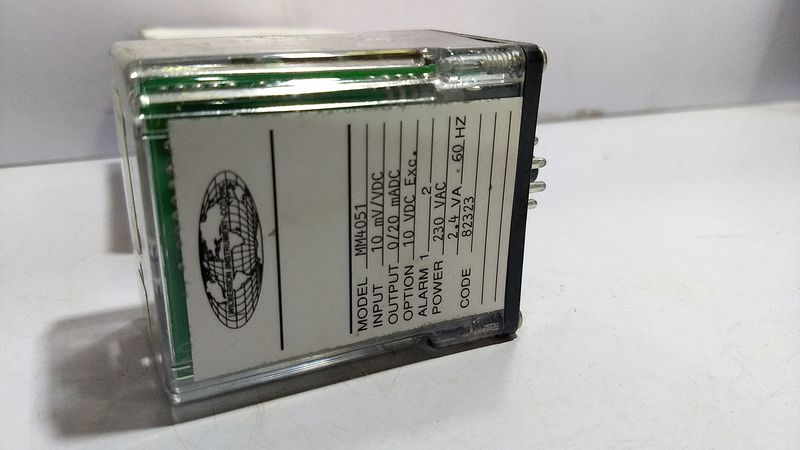 MODEL MM4051
INPUT 10 mV/VDC
OUTPUT 0/20 mADC
OPTION 10 VDC Exc.
ALARM 1 2
POWER 230 VAC
2.4 VA 60 HZ
CODE 82323